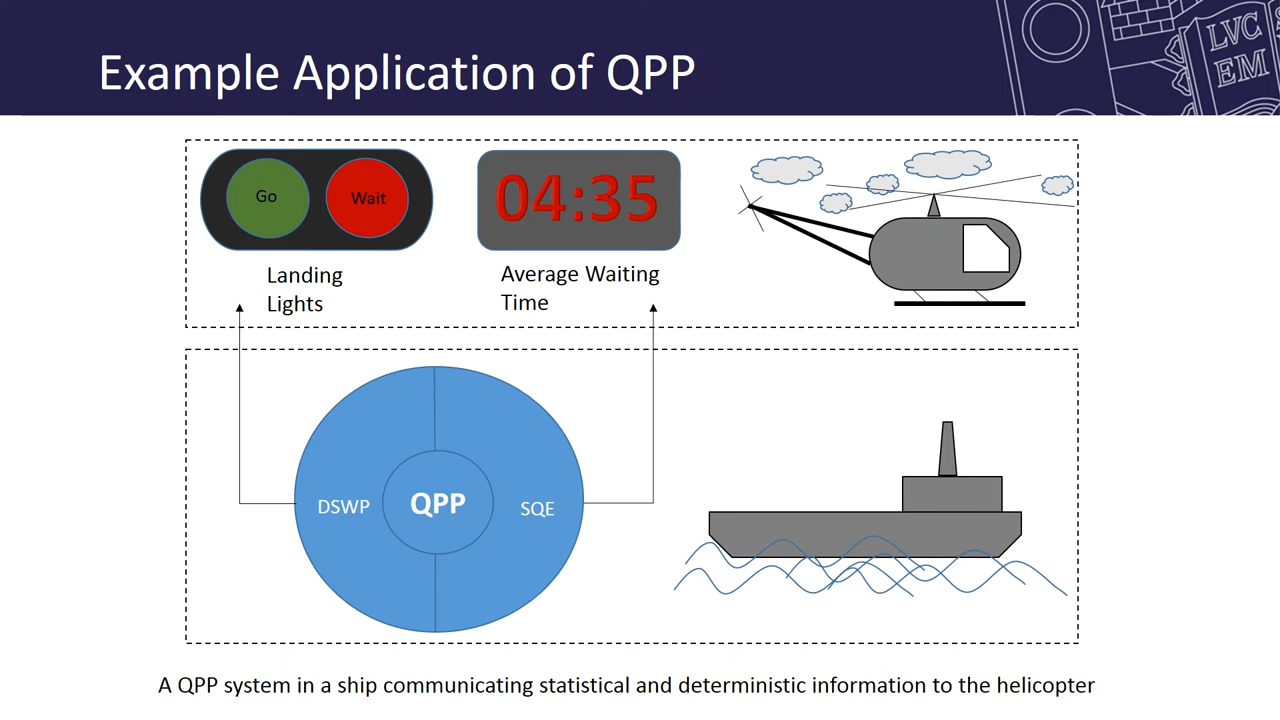 Example Application of QPP
LVC
EM
Go
Wait
04:35
Landing
Lights
Average Waiting
Time
DSWP
QPP
SQE
A QPP system in a ship communicating statistical and deterministic information to the helicopter